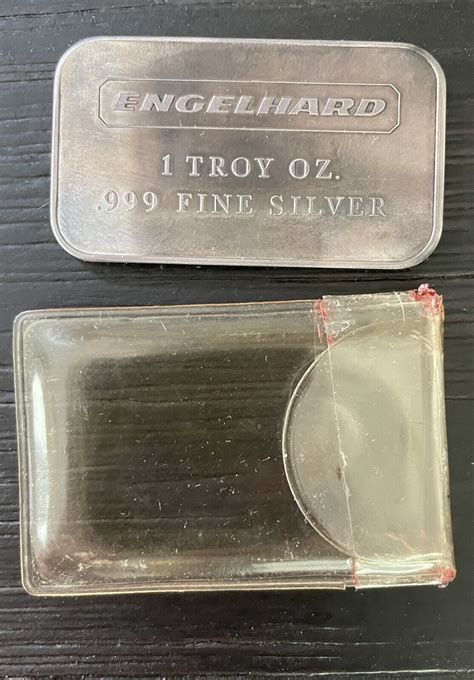 ENGELHARD
1 TROY OZ.
.999 FINE SILVER